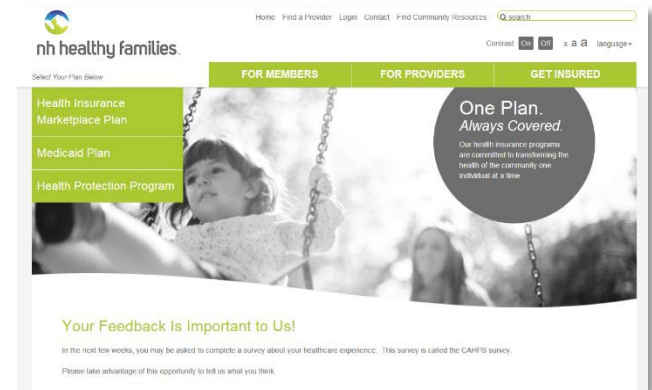 Home Find a Provider Login Contact Find Community Resources search
nh healthy families.
Contrast On Off a a a language
Select Your Plan Below
FOR MEMBERS FOR PROVIDERS GET INSURED
Health Insurance
Marketplace Plan
Medicaid Plan
Health Protection Program
One Plan.
Always Covered.
Our health insurance programs
are committed to transforming the
health of the community one
individual at a time.
Your Feedback Is Important to Us!
In the next few weeks, you may be asked to complete a survey about your healthcare experience. This survey is called the CAHPS survey.
Please take advantage of this opportunity to tell us what you think.